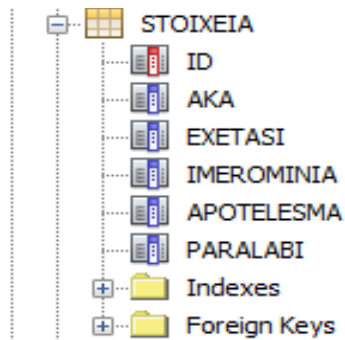 STOIXEIA
ID
AKA
EXETASI
IMEROMINIA
APOTELESMA
PARALABI
Indexes
Foreign Keys